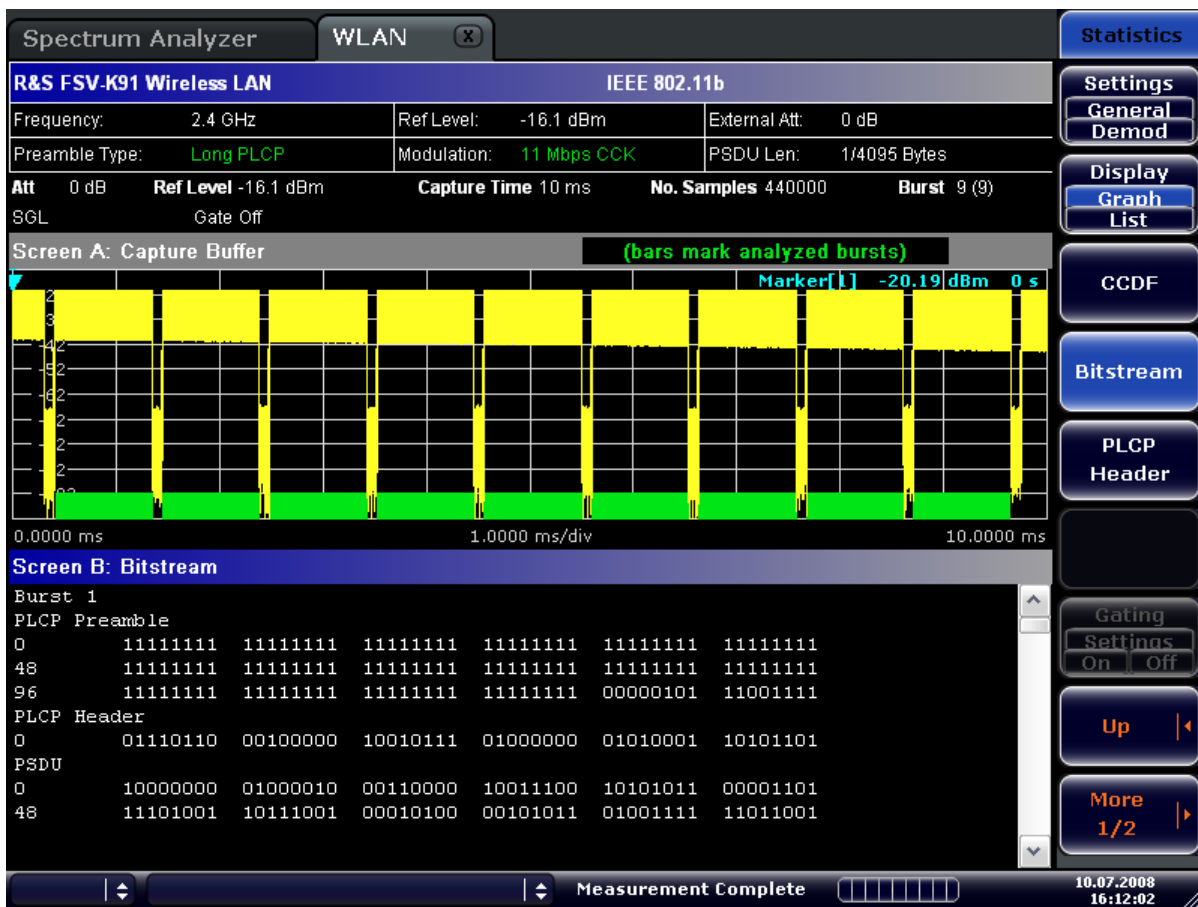 Spectrum Analyzer WLAN X Statistics
R&S FSV-K91 Wireless LAN IEEE 802.11b
Frequency: 2.4 GHz Ref Level: -16.1 dBm External Att: 0 dB
Preamble Type: Long PLCP Modulation: 11 Mbps CCK PSDU Len: 1/4095 Bytes
Att 0 dB Ref Level -16.1 dBm Capture Time 10 ms No. Samples 440000 Burst 9 (9)
SGL Gate Off
Screen A: Capture Buffer (bars mark analyzed bursts)
Marker[1] -20.19 dBm 0 s
-42
-52
-62
0.0000 ms 1.0000 ms/div 10.0000 ms
Screen B: Bitstream
Burst 1
PLCP Preamble
0 11111111 11111111 11111111 11111111 11111111 11111111
48 11111111 11111111 11111111 11111111 11111111 11111111
96 11111111 11111111 11111111 11111111 00000101 11001111
PLCP Header
0 01110110 00100000 10010111 01000000 01010001 10101101
PSDU
0 10000000 01000010 00110000 10011100 10101011 00001101
48 11101001 10111001 00010100 00101011 01001111 11011001
Measurement Complete
Settings
General
Demod
Display
Graph
List
CCDF
Bitstream
PLCP
Header
Gating
Settings
On Off
Up
More
1/2
10.07.2008
16:12:02